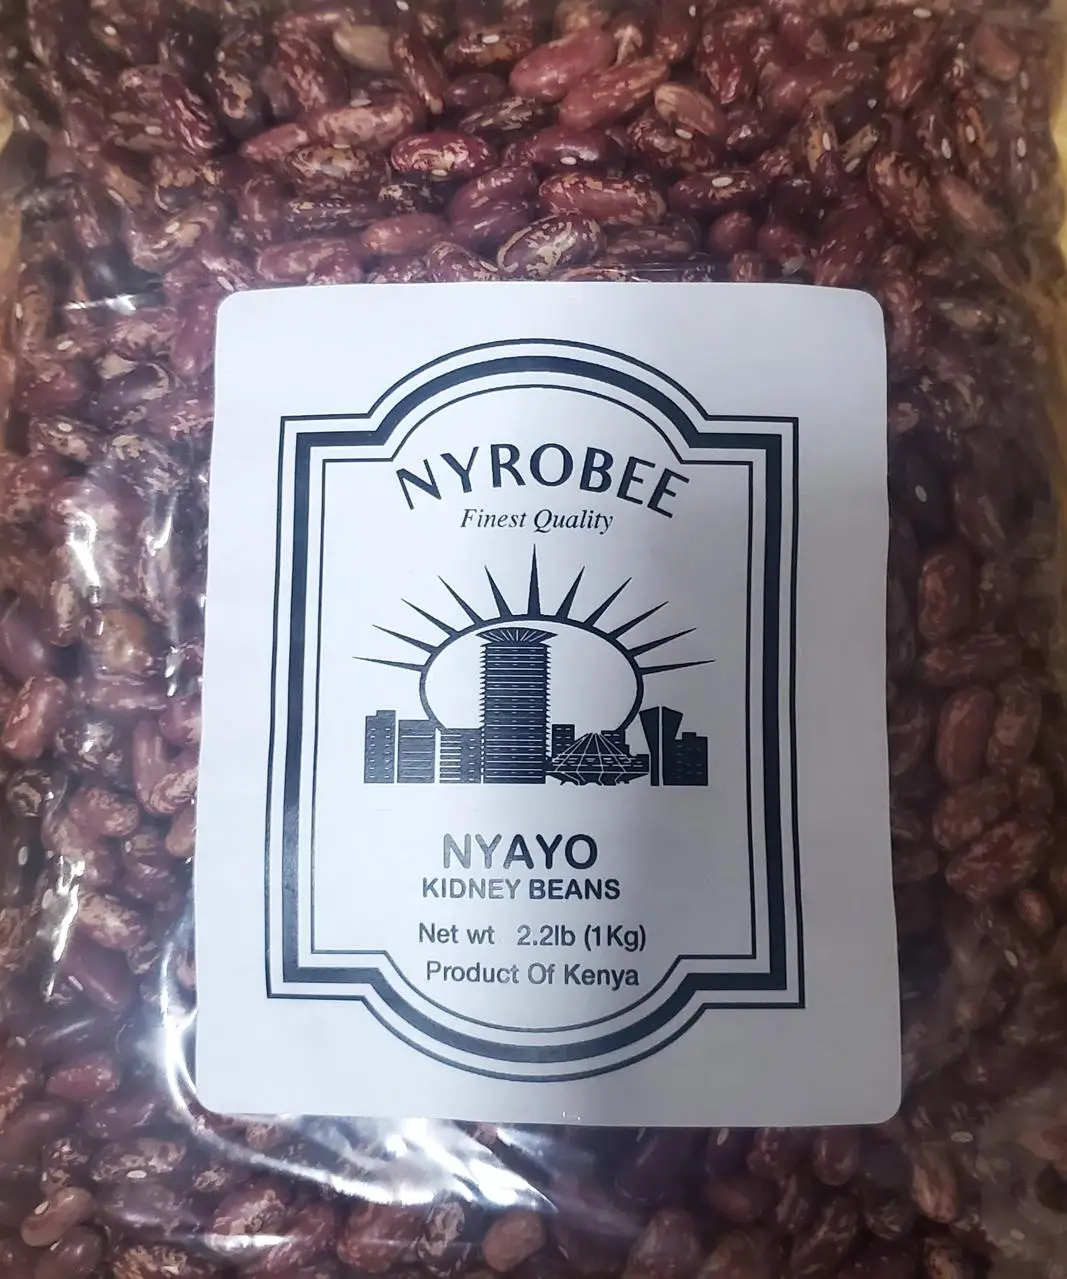 NYROBEE
Finest Quality
NYAYO
KIDNEY BEANS
Net wt 2.2lb (1Kg)
Product Of Kenya